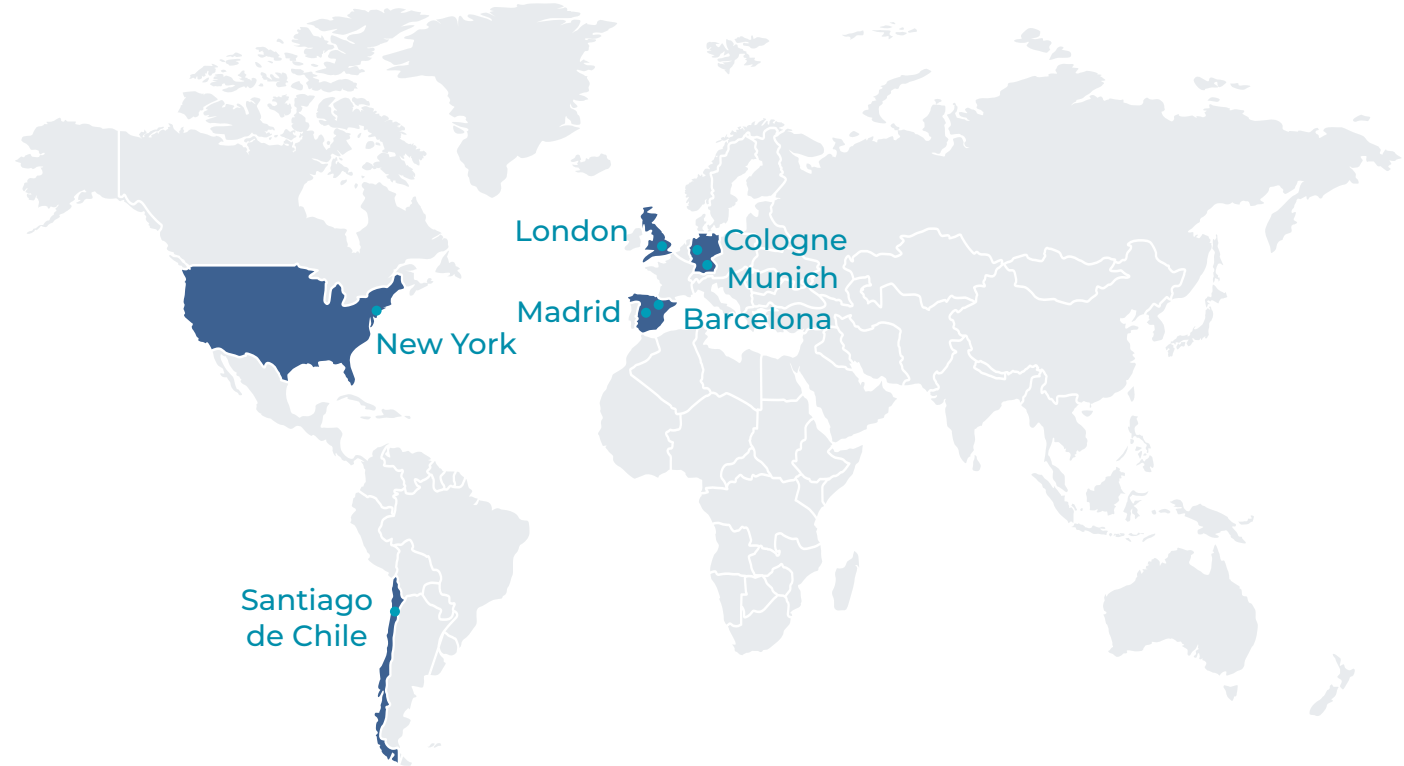 London
Cologne
Munich
Madrid
Barcelona
New York
Santiago
de Chile